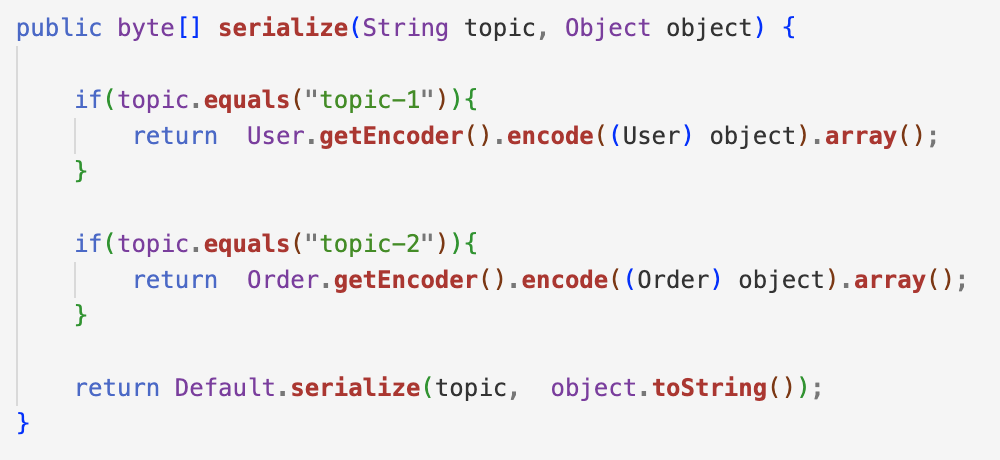 public byte[] serialize(String topic, Object object) {
if(topic.equals("topic-1")){
return  User.getEncoder().encode((User) object).array();
}
if(topic.equals("topic-2")){
return  Order.getEncoder().encode((Order) object).array();
}
return Default.serialize(topic,  object.toString());
}